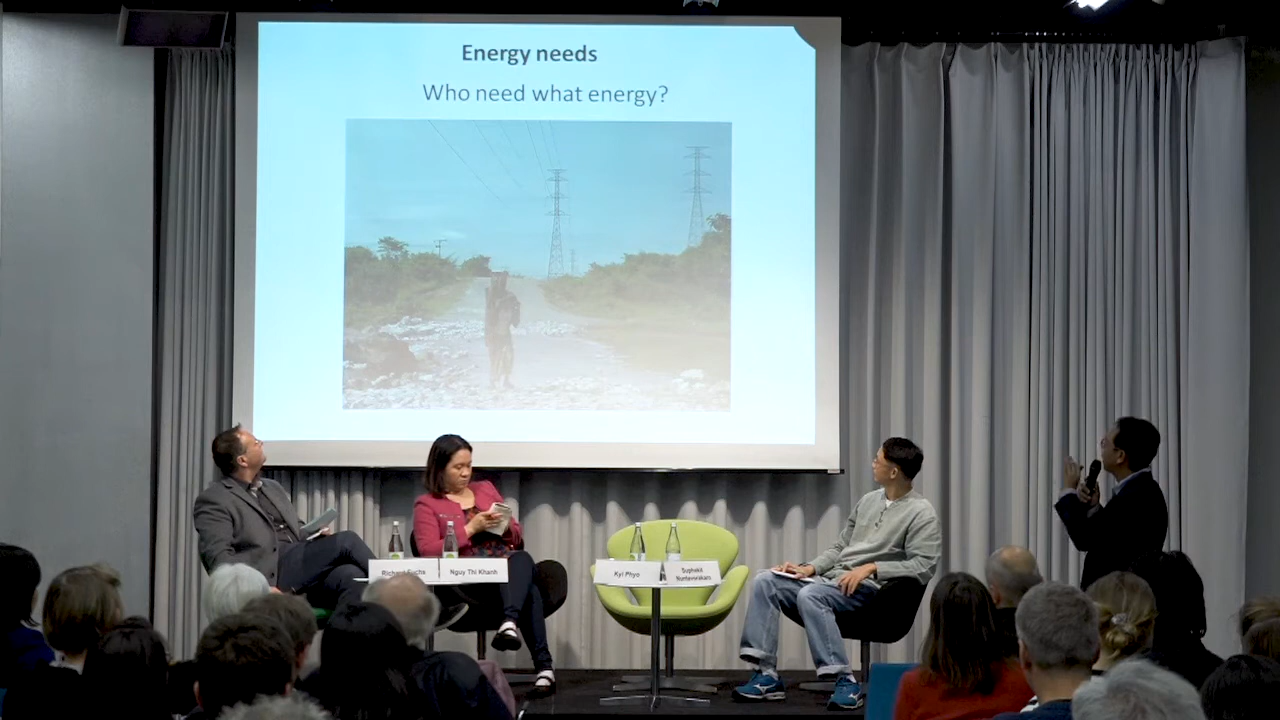 Energy needs
Who need what energy?
Richard Fuchs
Nguy Thi Khanh
Kyi Phyo
Suphakit
Nuntavorakarn